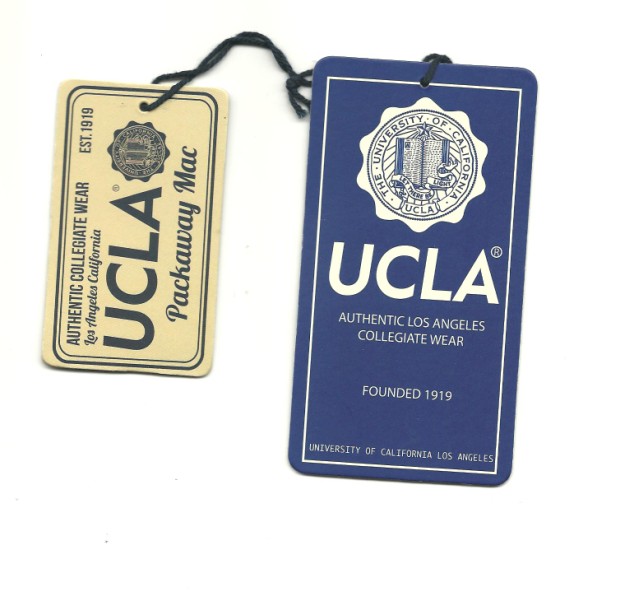 AUTHENTIC COLLEGIATE WEAR EST.1919
Los Angeles California
UCLA®
Packaway Mac
THE · UNIVERSITY · OF · CALIFORNIA ·
LET THERE BE
LIGHT
UCLA
UCLA®
AUTHENTIC LOS ANGELES
COLLEGIATE WEAR
FOUNDED 1919
UNIVERSITY OF CALIFORNIA LOS ANGELES